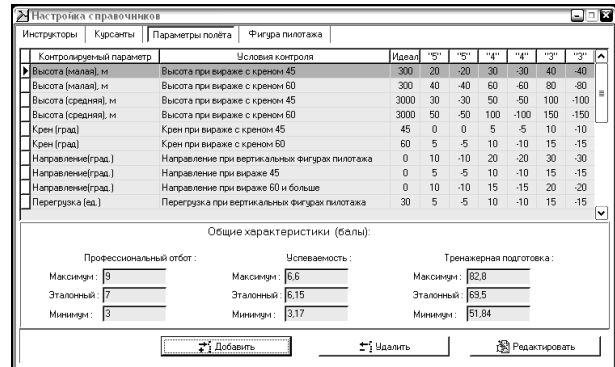 Настройка справочников
Инструкторы Курсанты Параметры полёта Фигура пилотажа
Контролируемый параметр Условия контроля Идеал "5" "5" "4" "4" "3" "3"
Высота (малая), м Высота при вираже с креном 45 300 20 -20 30 -30 40 -40
Высота (малая), м Высота при вираже с креном 60 300 40 -40 60 -60 80 -80
Высота (средняя), м Высота при вираже с креном 45 3000 30 -30 50 -50 100 -100
Высота (средняя), м Высота при вираже с креном 60 3000 50 -50 100 -100 150 -150
Крен (град) Крен при вираже с креном 45 45 0 0 5 -5 10 -10
Крен (град) Крен при вираже с креном 60 60 5 -5 10 -10 15 -15
Направление(град.) Направление при вертикальных фигурах пилотажа 0 10 -10 20 -20 30 -30
Направление(град.) Направление при вираже 45 0 5 -5 10 -10 15 -15
Направление(град.) Направление при вираже 60 и больше 0 10 -10 15 -15 20 -20
Перегрузка (ед.) Перегрузка при вертикальных фигурах пилотажа 30 5 -5 10 -10 15 -15
Общие характеристики (балы):
Профессиональный отбот : Успеваемость : Тренажерная подготовка :
Максимум : 9 Максимум : 6,6 Максимум : 82,8
Эталонный : 7 Эталонный : 6,15 Эталонный : 69,5
Минимум : 3 Минимум : 3,17 Минимум : 51,84
Добавить Удалить Редактировать